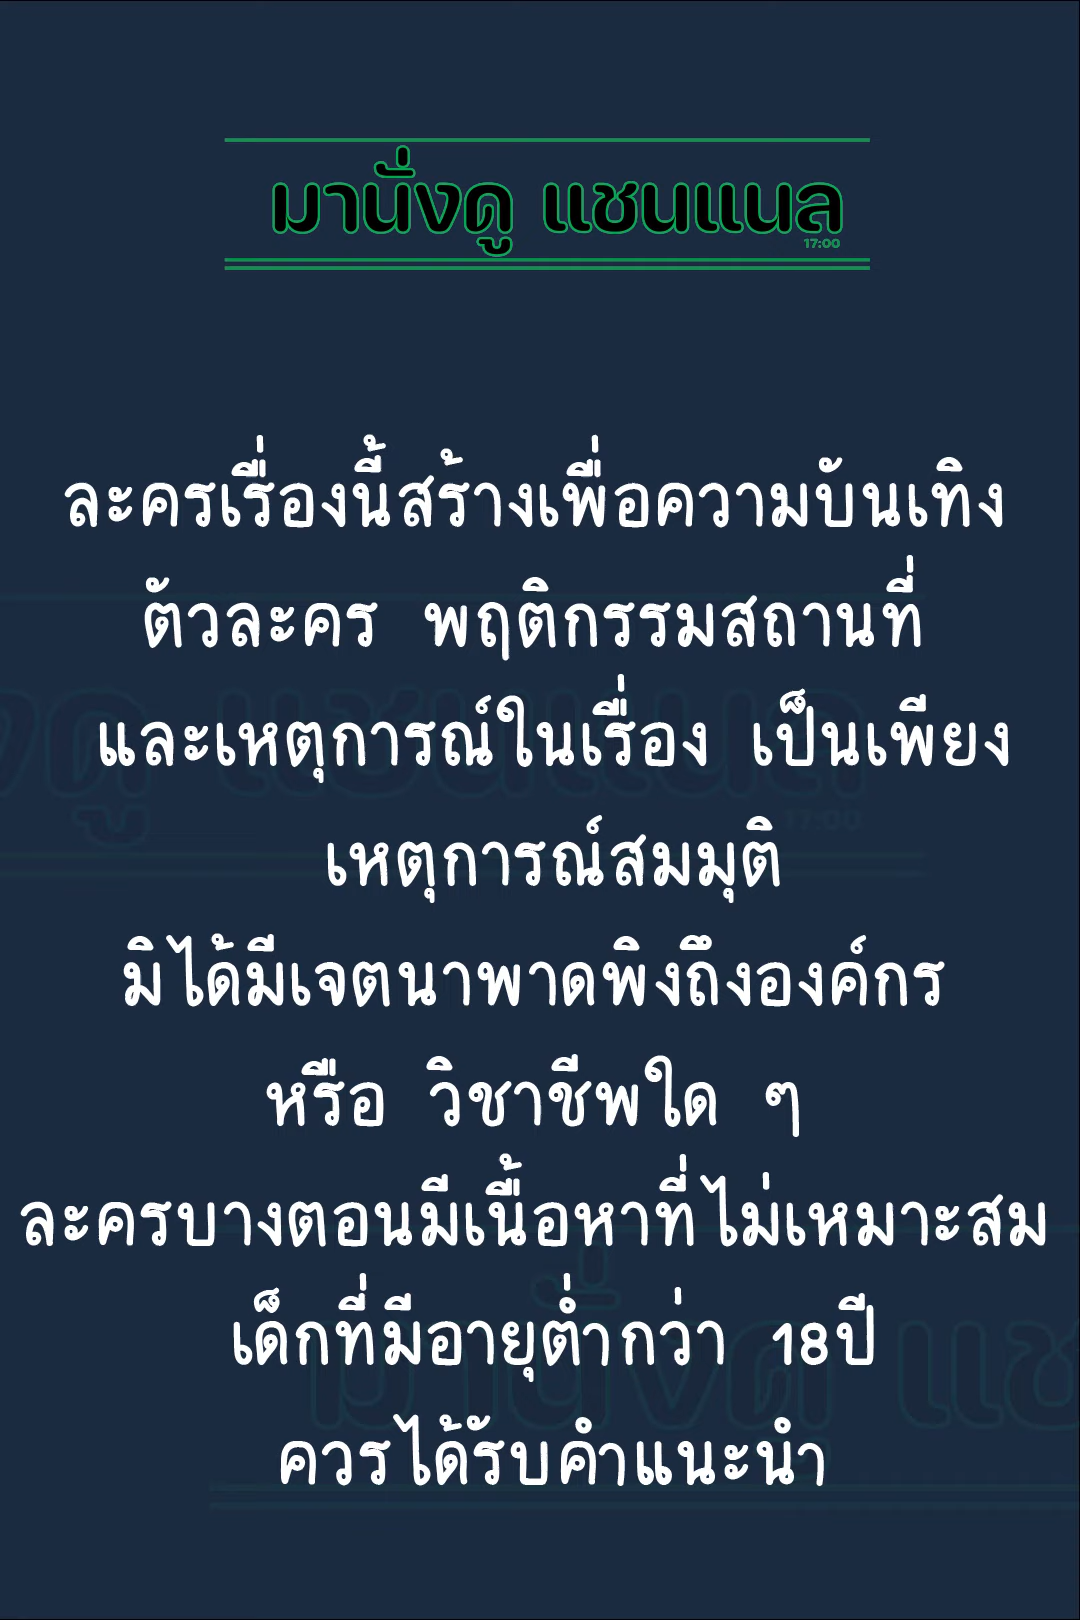 มานั่งดู แชนแนล
17:00
ละครเรื่องนี้สร้างเพื่อความบันเทิง
ตัวละคร พฤติกรรมสถานที่
และเหตุการณ์ในเรื่อง เป็นเพียง
เหตุการณ์สมมุติ
มิได้มีเจตนาพาดพิงถึงองค์กร
หรือ วิชาชีพใด ๆ
ละครบางตอนมีเนื้อหาที่ไม่เหมาะสม
เด็กที่มีอายุต่ำกว่า 18ปี
ควรได้รับคำแนะนำ